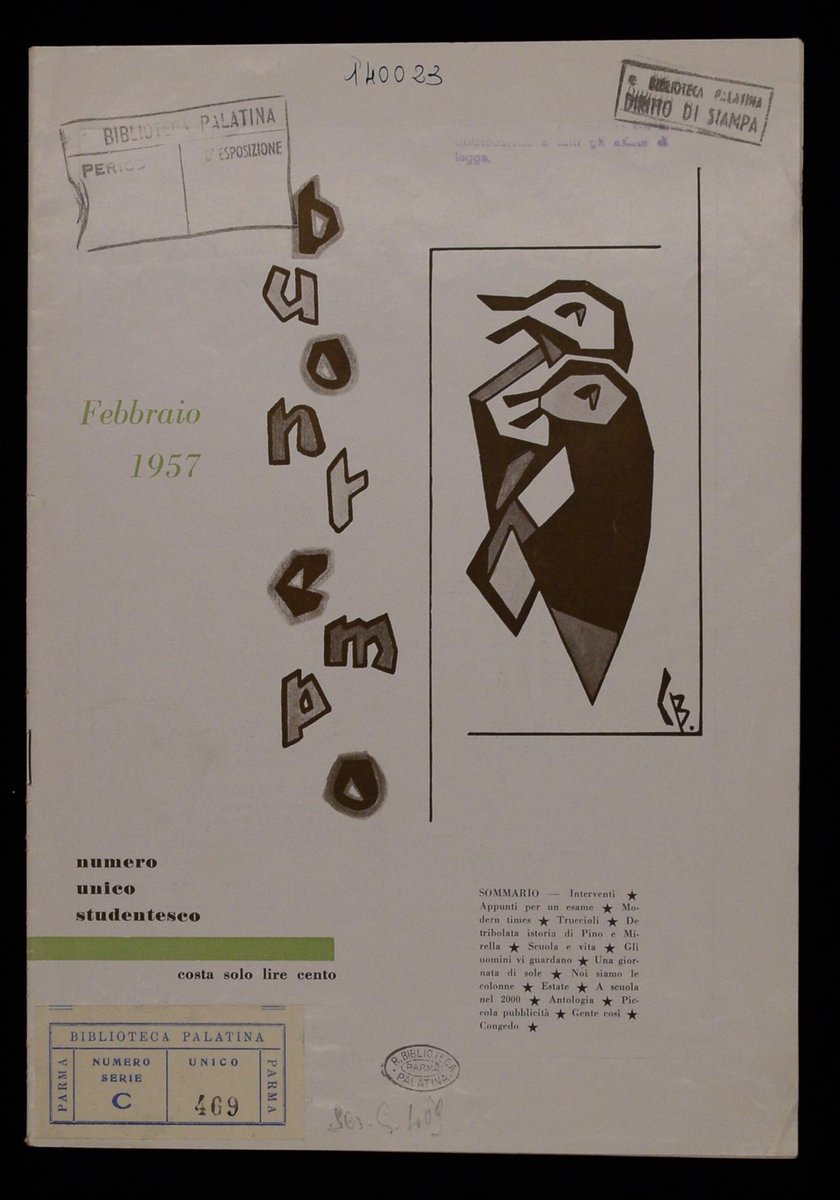 140023
BIBLIOTECA PALATINA
D'ESPOSIZIONE
BIBLIOTECA PALATINA
DIRITTO DI STAMPA
legge.
buontempo
Febbraio
1957
B.
numero
unico
studentesco
costa solo lire cento
SOMMARIO — Interventi ★
Appunti per un esame ★ Mo-
dern times ★ Truccioli ★ De
tribolata istoria di Pino e Mi-
rella ★ Scuola e vita ★ Gli
uomini vi guardano ★ Una gior-
nata di sole ★ Noi siamo le
colonne ★ Estate ★ A scuola
nel 2000 ★ Antologia ★ Pic-
cola pubblicità ★ Gente così ★
Congedo ★
BIBLIOTECA PALATINA
PARMA
NUMERO UNICO
SERIE
C 469
PARMA
R. BIBLIOTECA
PARMA
PALATINA